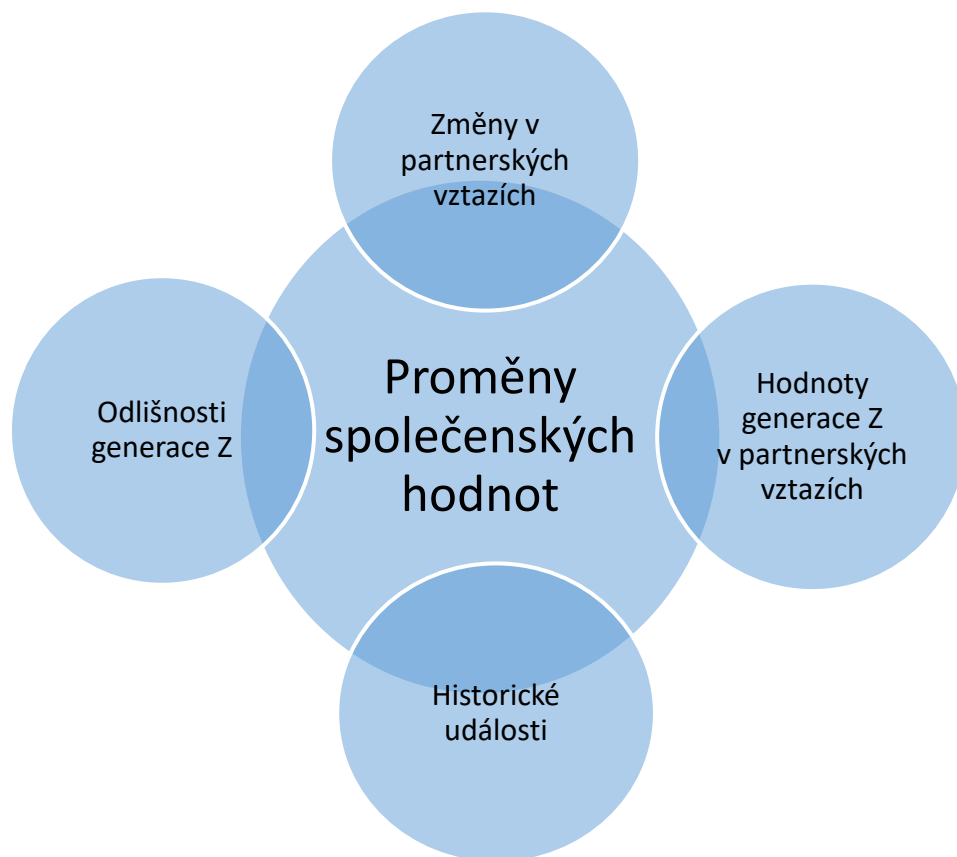 Změny v
partnerských
vztazích
Odlišnosti
generace Z
Proměny
společenských
hodnot
Hodnoty
generace Z
v partnerských
vztazích
Historické
události